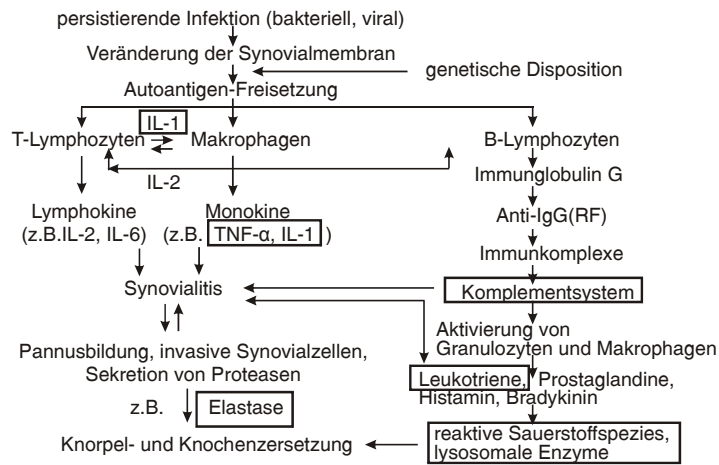 persistierende Infektion (bakteriell, viral)
Veränderung der Synovialmembran
genetische Disposition
Autoantigen-Freisetzung
IL-1
T-Lymphozyten
Makrophagen
B-Lymphozyten
IL-2
Immunglobulin G
Lymphokine
(z.B.IL-2, IL-6)
Monokine
(z.B. TNF-α, IL-1 )
Anti-IgG(RF)
Immunkomplexe
Synovialitis
Komplementsystem
Aktivierung von
Granulozyten und Makrophagen
Pannusbildung, invasive Synovialzellen,
Sekretion von Proteasen
Leukotriene, Prostaglandine,
Histamin, Bradykinin
z.B. Elastase
reaktive Sauerstoffspezies,
lysosomale Enzyme
Knorpel- und Knochenzersetzung